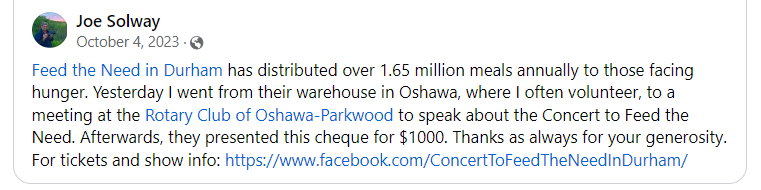 Joe Solway
October 4, 2023 ·
Feed the Need in Durham has distributed over 1.65 million meals annually to those facing
hunger. Yesterday I went from their warehouse in Oshawa, where I often volunteer, to a
meeting at the Rotary Club of Oshawa-Parkwood to speak about the Concert to Feed the
Need. Afterwards, they presented this cheque for $1000. Thanks as always for your generosity.
For tickets and show info: https://www.facebook.com/ConcertToFeedTheNeedInDurham/